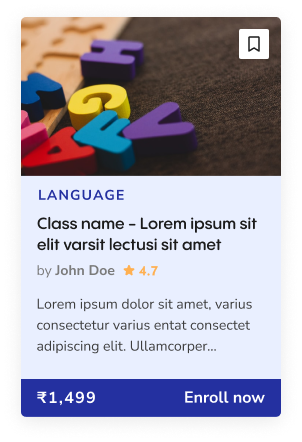 LANGUAGE
Class name - Lorem ipsum sit
elit varsit lectusi sit amet
by John Doe ★ 4.7
Lorem ipsum dolor sit amet, varius
consectetur varius entat consectet
adipiscing elit. Ullamcorper...
₹1,499 Enroll now